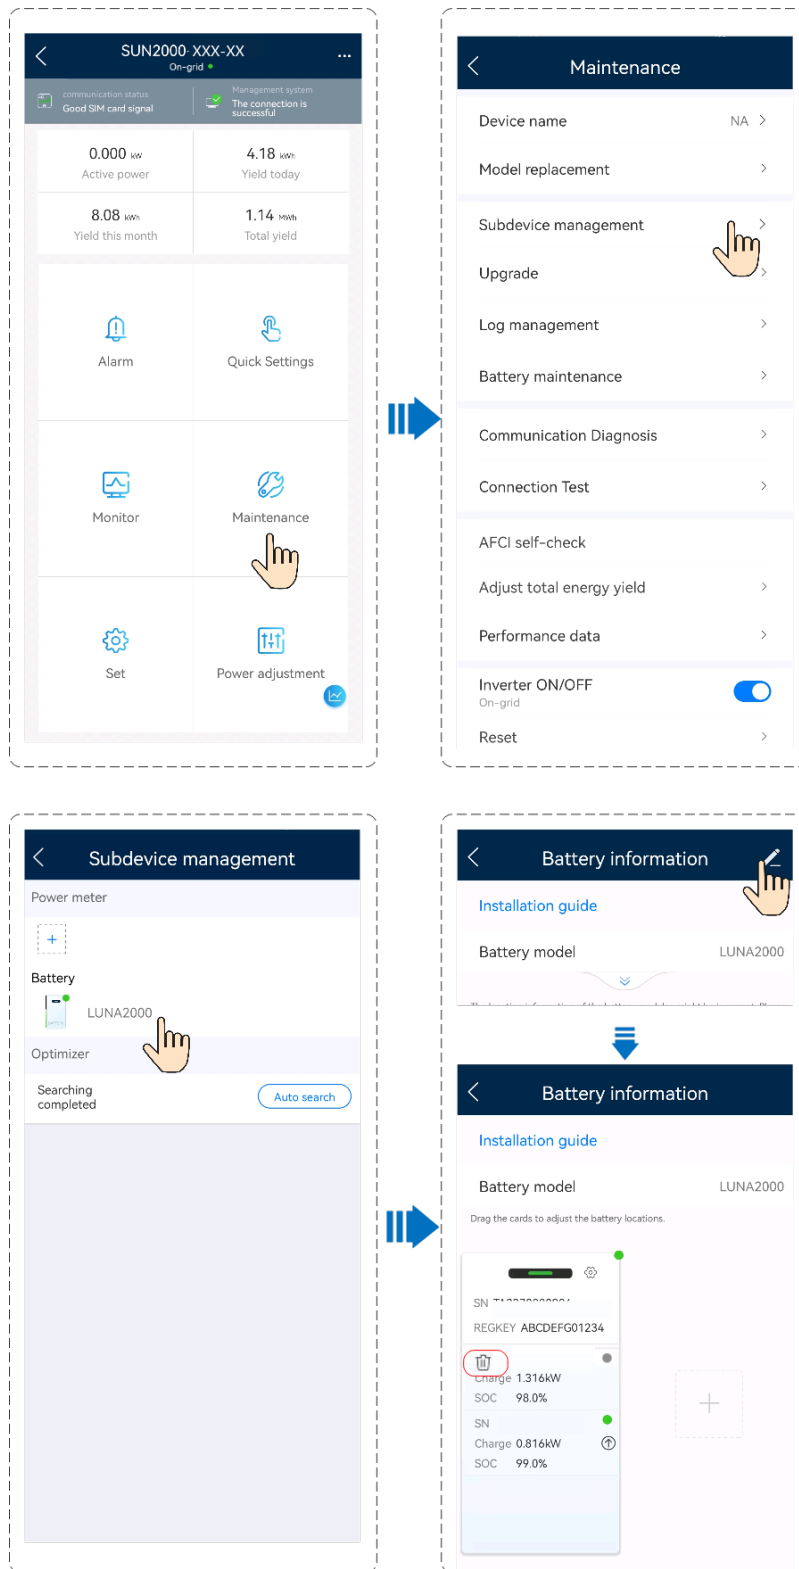 SUN2000- XXX-XX
...
On-grid
communication status
Good SIM card signal
Management system
The connection is
successful
0.000 kW
Active power
4.18 kWh
Yield today
8.08 kWh
Yield this month
1.14 MWh
Total yield
Alarm
Quick Settings
Monitor
Maintenance
Set
Power adjustment
Maintenance
Device name
NA
Model replacement
Subdevice management
Upgrade
Log management
Battery maintenance
Communication Diagnosis
Connection Test
AFCI self-check
Adjust total energy yield
Performance data
Inverter ON/OFF
On-grid
Reset
Subdevice management
Power meter
+
Battery
LUNA2000
Optimizer
Searching
completed
Auto search
Battery information
Installation guide
Battery model
LUNA2000
Battery information
Installation guide
Battery model
LUNA2000
Drag the cards to adjust the battery locations.
SN
REGKEY ABCDEFG01234
Charge 1.316kW
SOC 98.0%
SN
Charge 0.816kW
SOC 99.0%
+